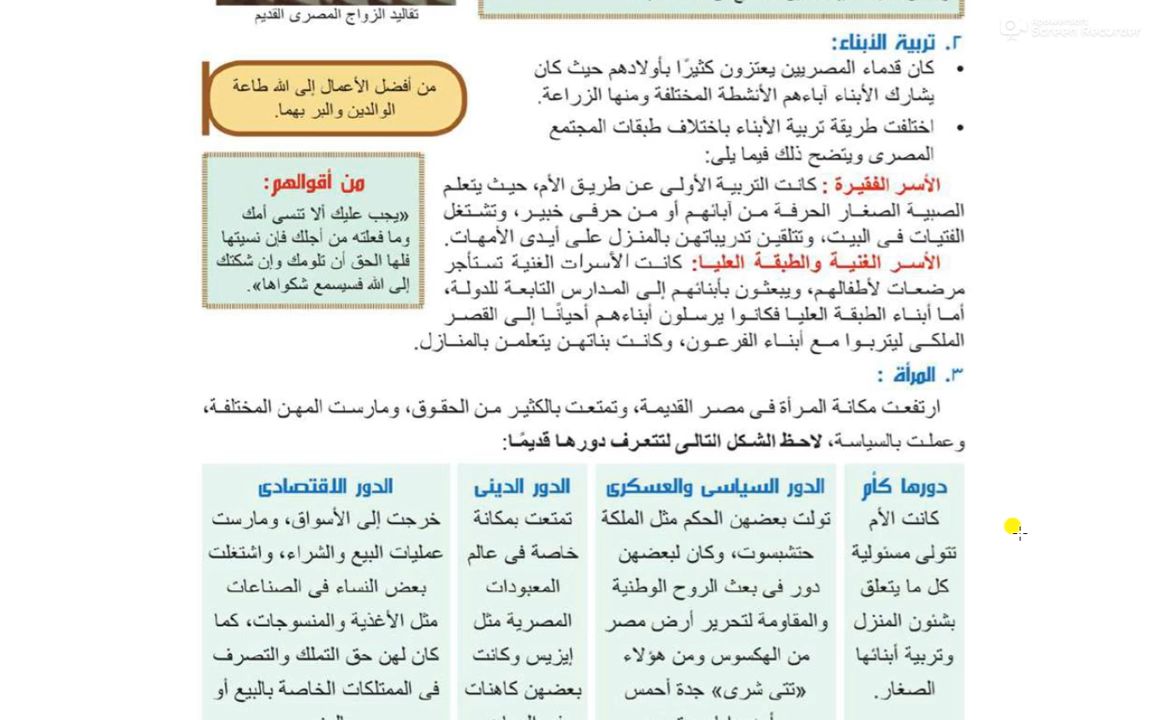 تقاليد الزواج المصرى القديم
Apowersoft
Screen Recorder
٢. تربية الأبناء:
• كان قدماء المصريين يعتزون كثيرًا بأولادهم حيث كان
يشارك الأبناء آباءهم الأنشطة المختلفة ومنها الزراعة.
• اختلفت طريقة تربية الأبناء باختلاف طبقات المجتمع
المصرى ويتضح ذلك فيما يلى:
من أفضل الأعمال إلى الله طاعة
الوالدين والبر بهما.
الأسر الفقيرة : كانت التربية الأولى عن طريق الأم، حيث يتعلم
الصبية الصغار الحرفة من آبائهم أو من حرفى خبير، وتشتغل
الفتيات فى البيت، وتتلقين تدريباتهن بالمنزل على أيدى الأمهات.
الأسر الغنية والطبقة العليا: كانت الأسرات الغنية تستأجر
مرضعات لأطفالهم، ويبعثون بأبنائهم إلى المدارس التابعة للدولة،
أما أبناء الطبقة العليا فكانوا يرسلون أبناءهم أحيانًا إلى القصر
الملكى ليتربوا مع أبناء الفرعون، وكانت بناتهن يتعلمن بالمنازل.
من أقوالهم:
«يجب عليك ألا تنسى أمك
وما فعلته من أجلك فإن نسيتها
فلها الحق أن تلومك وإن شكتك
إلى الله فسيسمع شكواها».
٣. المرأة :
ارتفعت مكانة المرأة فى مصر القديمة، وتمتعت بالكثير من الحقوق، ومارست المهن المختلفة،
وعملت بالسياسة، لاحظ الشكل التالى لتتعرف دورها قديمًا:
دورها كأم
كانت الأم
تتولى مسئولية
كل ما يتعلق
بشئون المنزل
وتربية أبنائها
الصغار.
الدور السياسى والعسكرى
تولت بعضهن الحكم مثل الملكة
حتشبسوت، وكان لبعضهن
دور فى بعث الروح الوطنية
والمقاومة لتحرير أرض مصر
من الهكسوس ومن هؤلاء
«تتى شرى» جدة أحمس
الدور الدينى
تمتعت بمكانة
خاصة فى عالم
المعبودات
المصرية مثل
إيزيس وكانت
بعضهن كاهنات
الدور الاقتصادى
خرجت إلى الأسواق، ومارست
عمليات البيع والشراء، واشتغلت
بعض النساء فى الصناعات
مثل الأغذية والمنسوجات، كما
كان لهن حق التملك والتصرف
فى الممتلكات الخاصة بالبيع أو